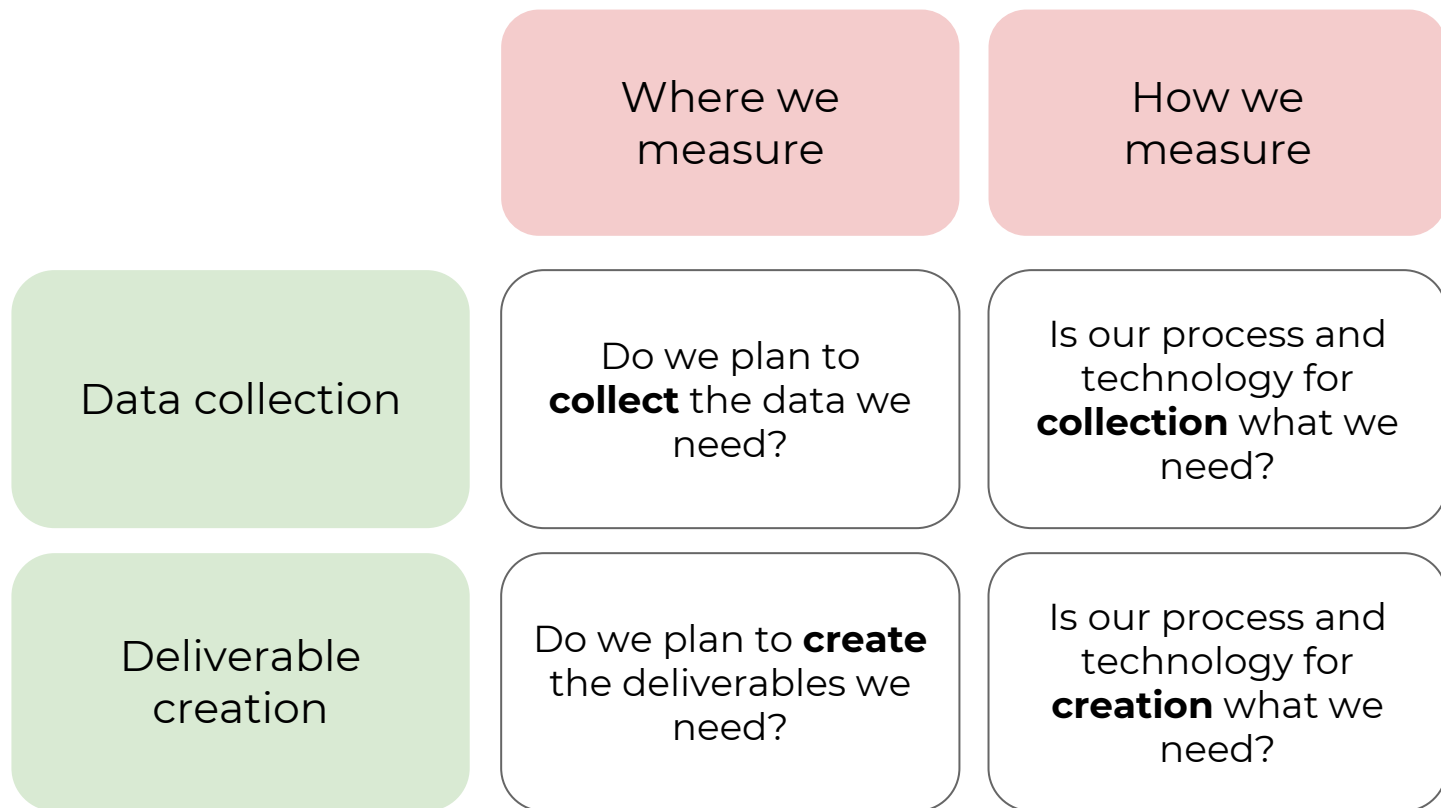 Where we
measure
How we
measure
Data collection
Do we plan to
collect the data we
need?
Is our process and
technology for
collection what we
need?
Deliverable
creation
Do we plan to create
the deliverables we
need?
Is our process and
technology for
creation what we
need?